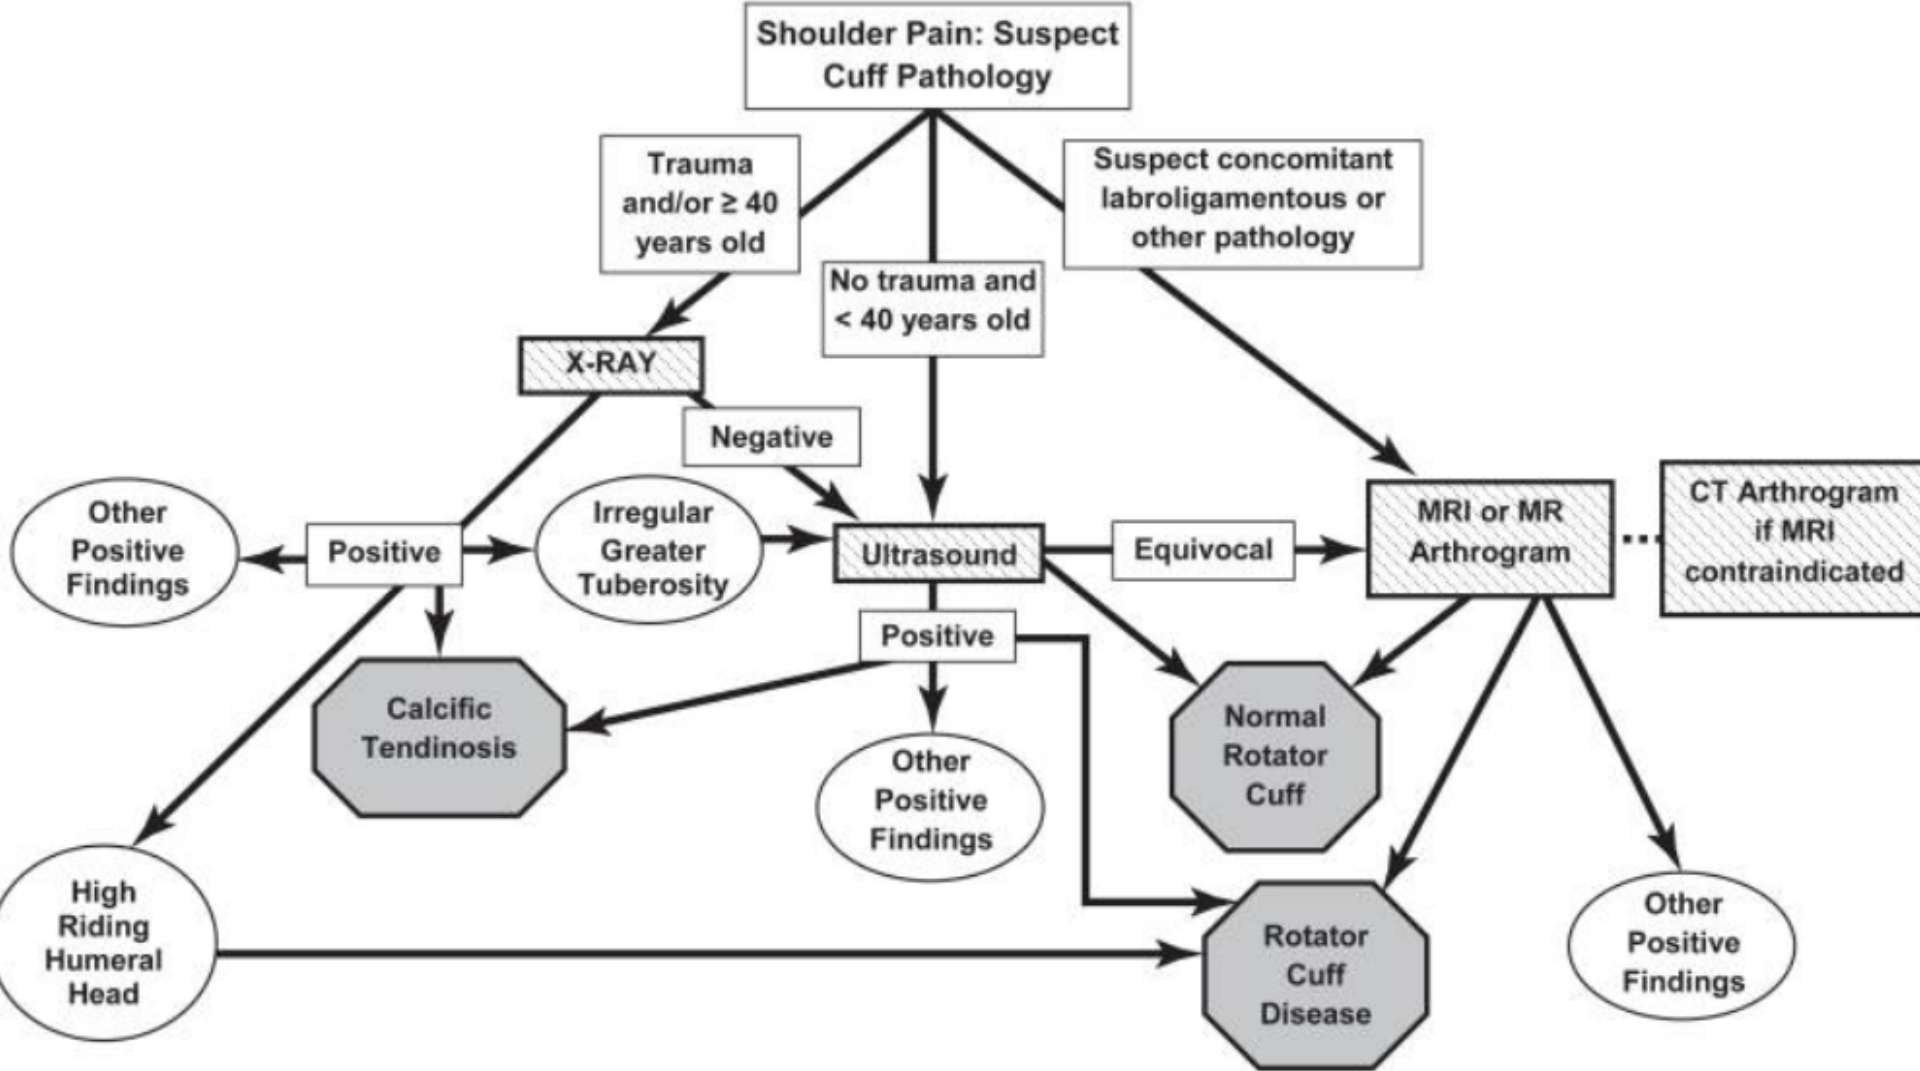 Shoulder Pain: Suspect
Cuff Pathology
Trauma
and/or ≥ 40
years old
Suspect concomitant
labroligamentous or
other pathology
No trauma and
< 40 years old
X-RAY
Negative
Other
Positive
Findings
Positive
Irregular
Greater
Tuberosity
Ultrasound
Equivocal
MRI or MR
Arthrogram
CT Arthrogram
if MRI
contraindicated
Positive
Calcific
Tendinosis
Other
Positive
Findings
Normal
Rotator
Cuff
High
Riding
Humeral
Head
Rotator
Cuff
Disease
Other
Positive
Findings